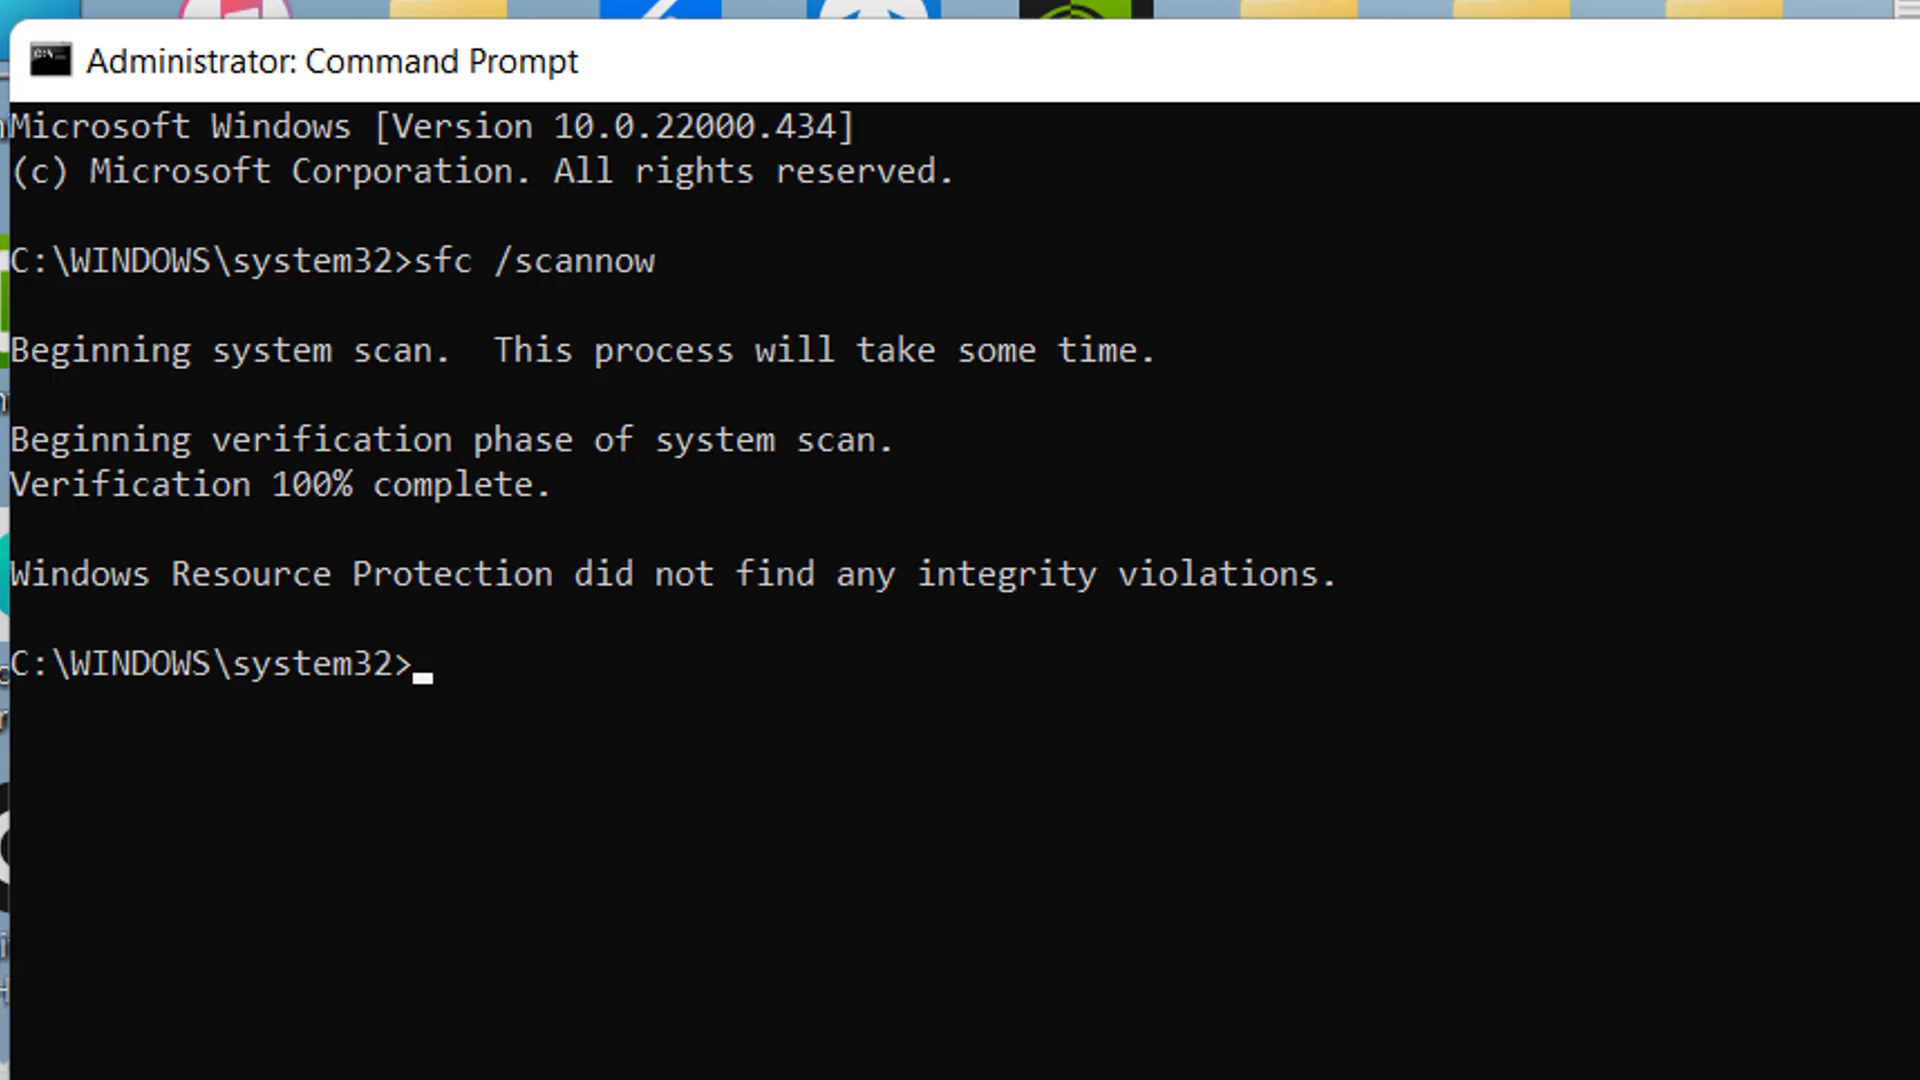 Administrator: Command Prompt
Microsoft Windows [Version 10.0.22000.434]
(c) Microsoft Corporation. All rights reserved.
C:\WINDOWS\system32>sfc /scannow
Beginning system scan.  This process will take some time.
Beginning verification phase of system scan.
Verification 100% complete.
Windows Resource Protection did not find any integrity violations.
C:\WINDOWS\system32>